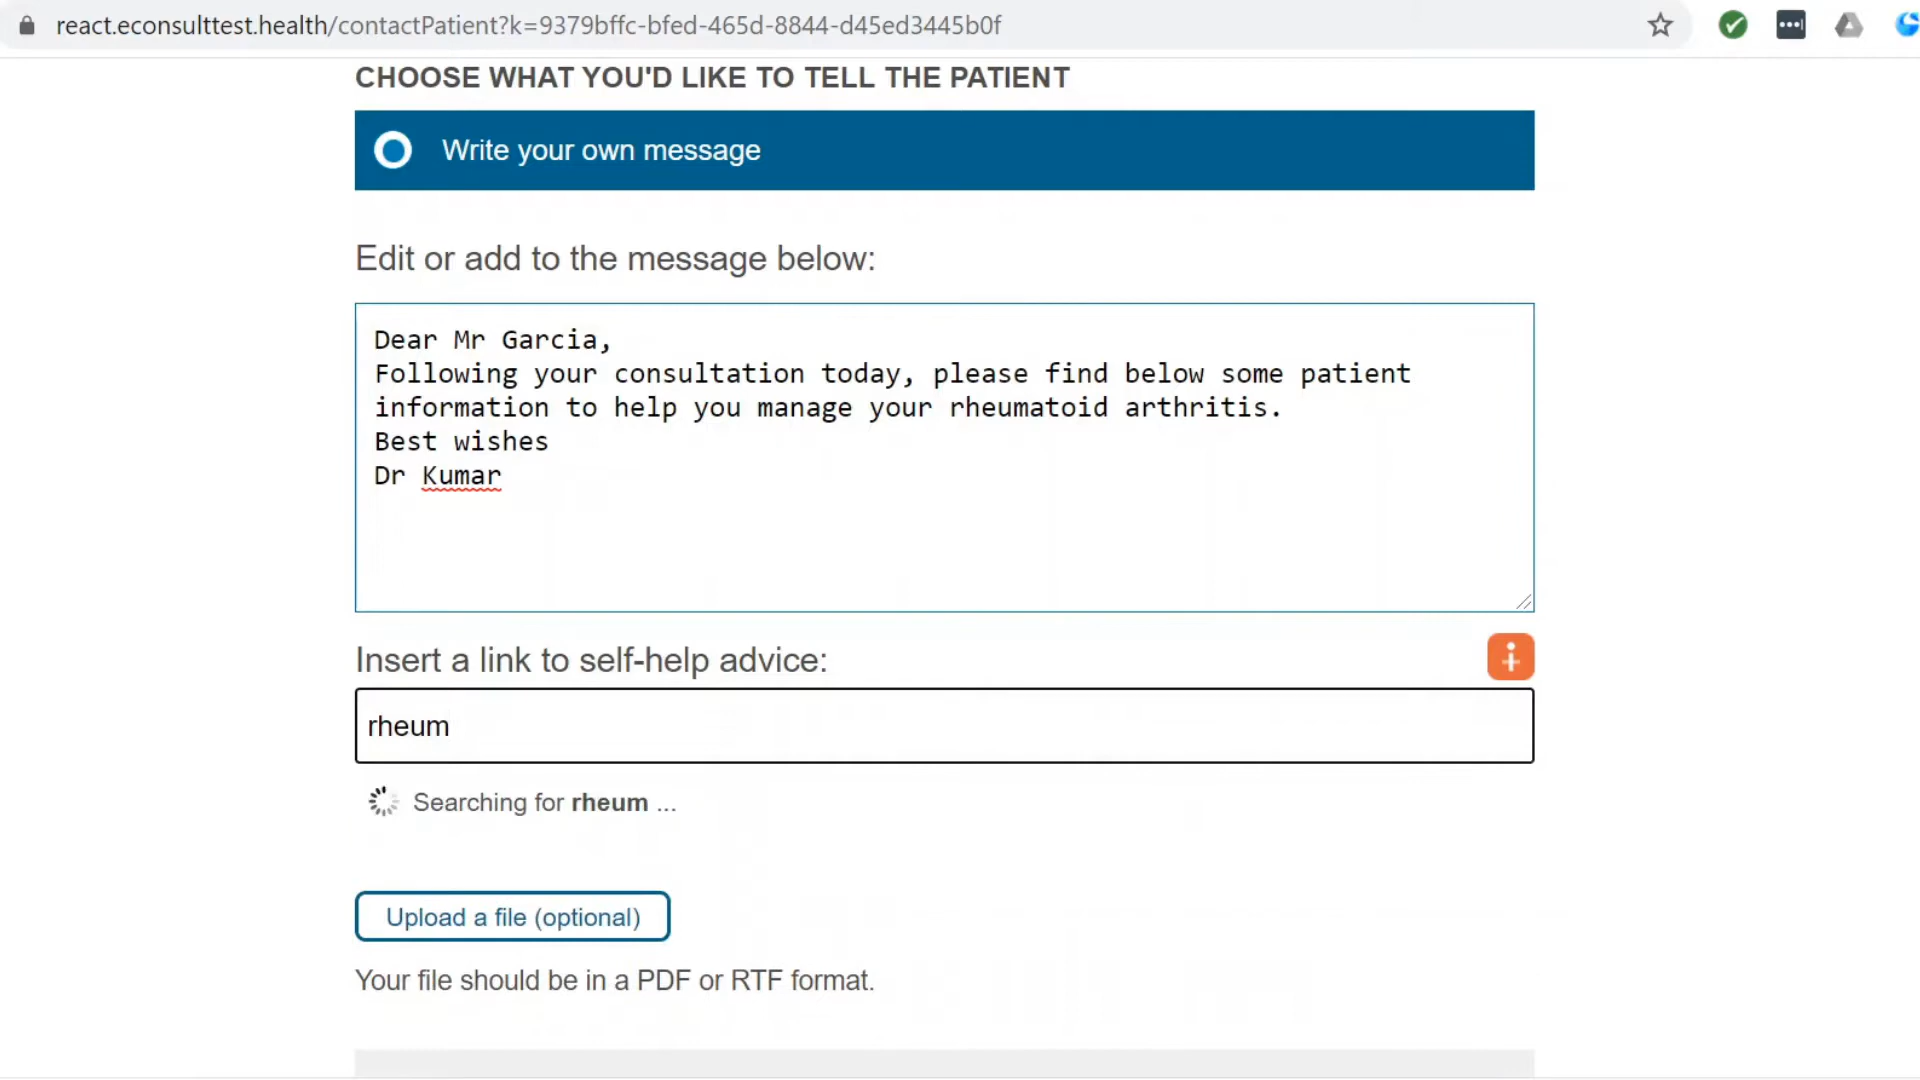 react.econsulttest.health/contactPatient?k=9379bffc-bfed-465d-8844-d45ed3445b0f
CHOOSE WHAT YOU'D LIKE TO TELL THE PATIENT
Write your own message
Edit or add to the message below:
Dear Mr Garcia,
Following your consultation today, please find below some patient
information to help you manage your rheumatoid arthritis.
Best wishes
Dr Kumar
Insert a link to self-help advice:
rheum
Searching for rheum ...
Upload a file (optional)
Your file should be in a PDF or RTF format.